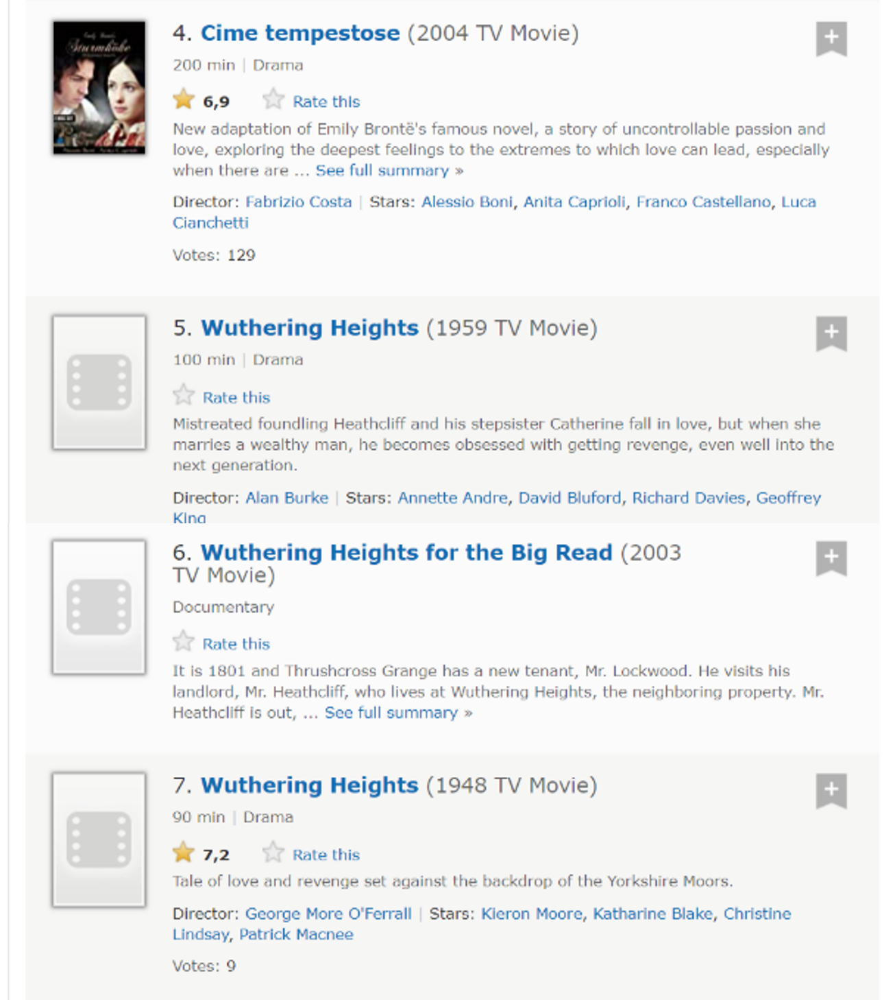 Sturmhöhe
4. Cime tempestose (2004 TV Movie)
200 min | Drama
6,9 Rate this
New adaptation of Emily Brontë's famous novel, a story of uncontrollable passion and
love, exploring the deepest feelings to the extremes to which love can lead, especially
when there are ... See full summary »
Director: Fabrizio Costa | Stars: Alessio Boni, Anita Caprioli, Franco Castellano, Luca
Cianchetti
Votes: 129
5. Wuthering Heights (1959 TV Movie)
100 min | Drama
Rate this
Mistreated foundling Heathcliff and his stepsister Catherine fall in love, but when she
marries a wealthy man, he becomes obsessed with getting revenge, even well into the
next generation.
Director: Alan Burke | Stars: Annette Andre, David Bluford, Richard Davies, Geoffrey
King
6. Wuthering Heights for the Big Read (2003
TV Movie)
Documentary
Rate this
It is 1801 and Thrushcross Grange has a new tenant, Mr. Lockwood. He visits his
landlord, Mr. Heathcliff, who lives at Wuthering Heights, the neighboring property. Mr.
Heathcliff is out, ... See full summary »
7. Wuthering Heights (1948 TV Movie)
90 min | Drama
7,2 Rate this
Tale of love and revenge set against the backdrop of the Yorkshire Moors.
Director: George More O'Ferrall | Stars: Kieron Moore, Katharine Blake, Christine
Lindsay, Patrick Macnee
Votes: 9